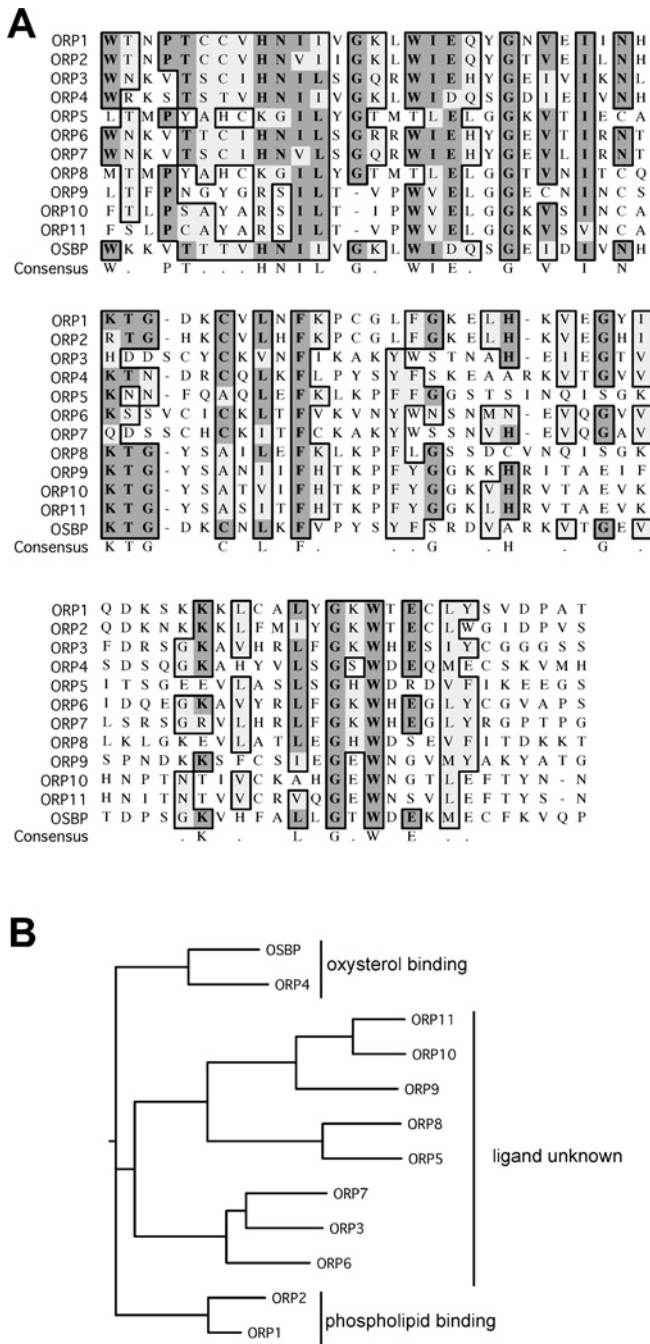 A
ORP1 W T N P T C C V H N I I V G K L W I E Q Y G N V E I I N H
ORP2 W T N P T C C V H N V I I G K L W I E Q Y G T V E I L N H
ORP3 W N K V T S C I H N I L S G Q R W I E H Y G E I V I K N L
ORP4 W R K S T S T V H N I I V G K L W I D Q S G D I E I V N H
ORP5 L T M P Y A H C K G I L Y G T M T L E L G G K V T I E C A
ORP6 W N K V T T C I H N I L S G R R W I E H Y G E V T I R N T
ORP7 W N K V T S C I H N V L S G Q R W I E H Y G E V L I R N T
ORP8 M T M P Y A H C K G I L Y G T M T L E L G G T V N I T C Q
ORP9 L T F P N G Y G R S I L T - V P W V E L G G E C N I N C S
ORP10 F T L P S A Y A R S I L T - I P W V E L G G K V S I N C A
ORP11 F S L P C A Y A R S I L T - V P W V E L G G K V S V N C A
OSBP W K K V T T T V H N I I V G K L W I D Q S G E I D I V N H
Consensus W . P T . . . H N I L G . W I E . G V I N
ORP1 K T G - D K C V L N F K P C G L F G K E L H - K V E G Y I
ORP2 R T G - H K C V L H F K P C G L F G K E L H - K V E G H I
ORP3 H D D S C Y C K V N F I K A K Y W S T N A H - E I E G T V
ORP4 K T N - D R C Q L K F L P Y S Y F S K E A A R K V T G V V
ORP5 K N N - F Q A Q L E F K L K P F F G G S T S I N Q I S G K
ORP6 K S S V C I C K L T F V K V N Y W N S N M N - E V Q G V V
ORP7 Q D S S C H C K I T F C K A K Y W S S N V H - E V Q G A V
ORP8 K T G - Y S A I L E F K L K P F L G S S D C V N Q I S G K
ORP9 K T G - Y S A N I I F H T K P F Y G G K K H R I T A E I F
ORP10 K T G - Y S A T V I F H T K P F Y G G K V H R V T A E V K
ORP11 K T G - Y S A S I T F H T K P F Y G G K L H R V T A E V K
OSBP K T G - D K C N L K F V P Y S Y F S R D V A R K V T G E V
Consensus K T G C L F . . . G . H . G .
ORP1 Q D K S K K K L C A L Y G K W T E C L Y S V D P A T
ORP2 Q D K N K K K L F M I Y G K W T E C L W G I D P V S
ORP3 F D R S G K A V H R L F G K W H E S I Y C G G G S S
ORP4 S D S Q G K A H Y V L S G S W D E Q M E C S K V M H
ORP5 I T S G E E V L A S L S G H W D R D V F I K E E G S
ORP6 I D Q E G K A V Y R L F G K W H E G L Y C G V A P S
ORP7 L S R S G R V L H R L F G K W H E G L Y R G P T P G
ORP8 L K L G K E V L A T L E G H W D S E V F I T D K K T
ORP9 S P N D K K S F C S I E G E W N G V M Y A K Y A T G
ORP10 H N P T N T I V C K A H G E W N G T L E F T Y N - N
ORP11 H N I T N T V V C R V Q G E W N S V L E F T Y S - N
OSBP T D P S G K V H F A L L G T W D E K M E C F K V Q P
Consensus . K . L G . W E . .
B
OSBP
oxysterol binding
ORP4
ORP11
ORP10
ORP9
ORP8
ligand unknown
ORP5
ORP7
ORP3
ORP6
ORP2
phospholipid binding
ORP1